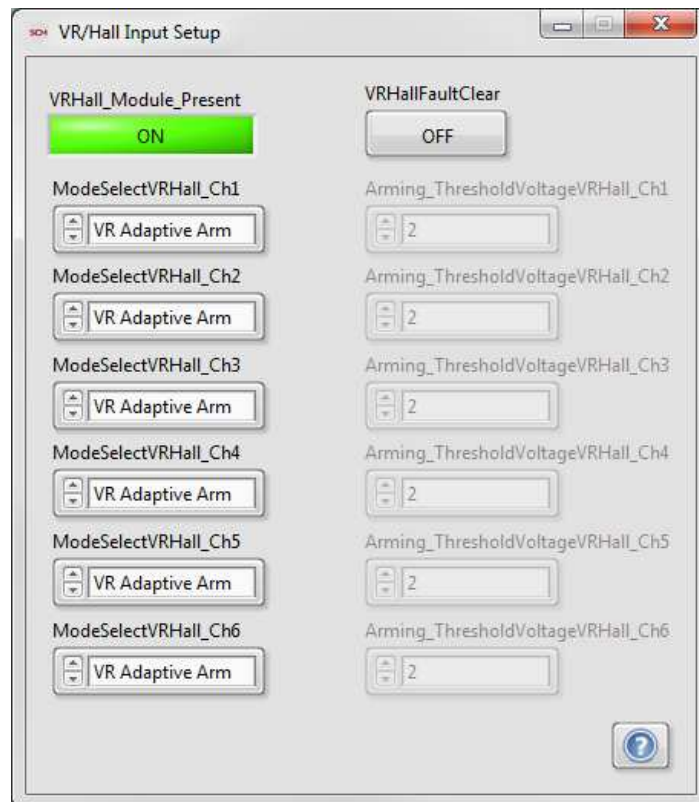 SCM VR/Hall Input Setup
VRHall_Module_Present
VRHallFaultClear
ON
OFF
ModeSelectVRHall_Ch1
Arming_ThresholdVoltageVRHall_Ch1
VR Adaptive Arm
2
ModeSelectVRHall_Ch2
Arming_ThresholdVoltageVRHall_Ch2
VR Adaptive Arm
2
ModeSelectVRHall_Ch3
Arming_ThresholdVoltageVRHall_Ch3
VR Adaptive Arm
2
ModeSelectVRHall_Ch4
Arming_ThresholdVoltageVRHall_Ch4
VR Adaptive Arm
2
ModeSelectVRHall_Ch5
Arming_ThresholdVoltageVRHall_Ch5
VR Adaptive Arm
2
ModeSelectVRHall_Ch6
Arming_ThresholdVoltageVRHall_Ch6
VR Adaptive Arm
2
?